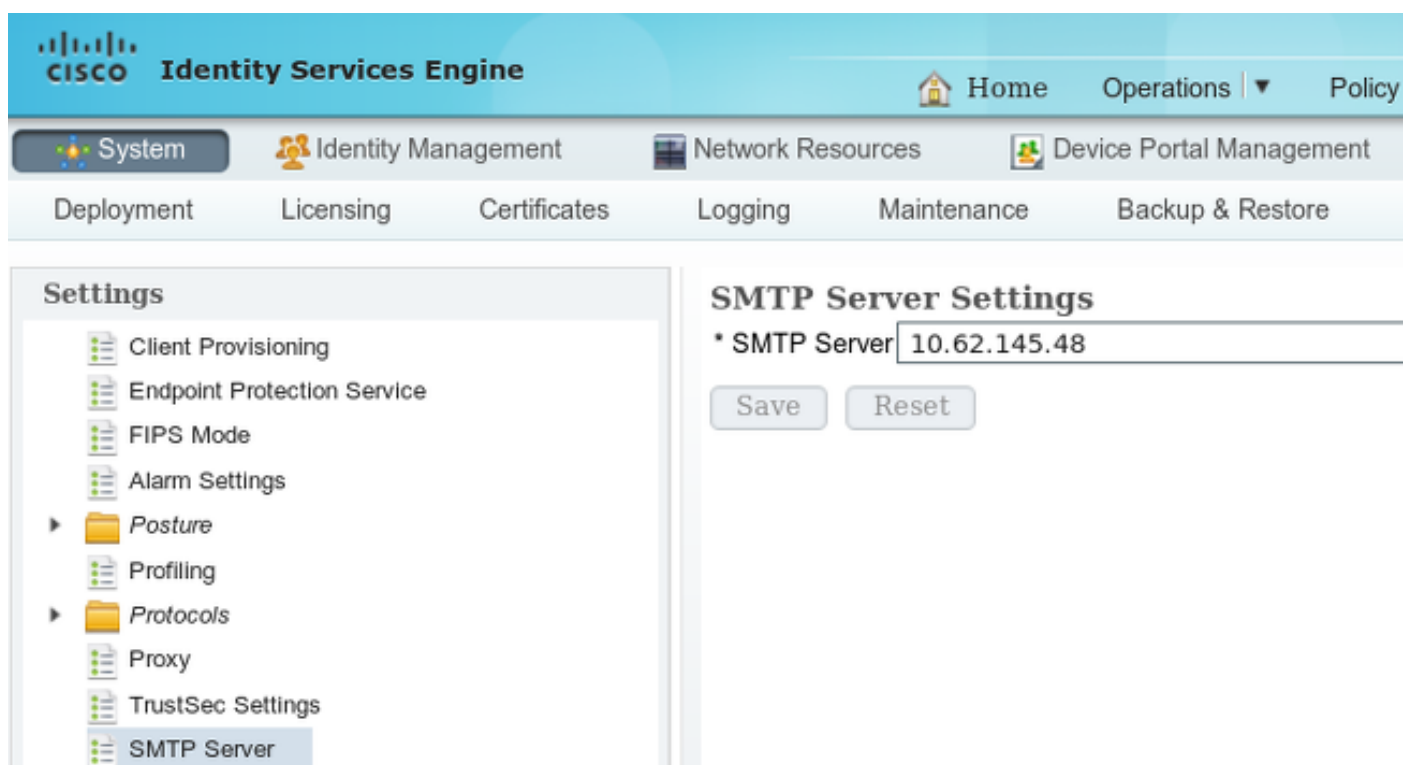 CISCO Identity Services Engine
Home Operations Policy
System Identity Management Network Resources Device Portal Management
Deployment Licensing Certificates Logging Maintenance Backup & Restore
Settings
Client Provisioning
Endpoint Protection Service
FIPS Mode
Alarm Settings
Posture
Profiling
Protocols
Proxy
TrustSec Settings
SMTP Server
SMTP Server Settings
* SMTP Server 10.62.145.48
Save Reset